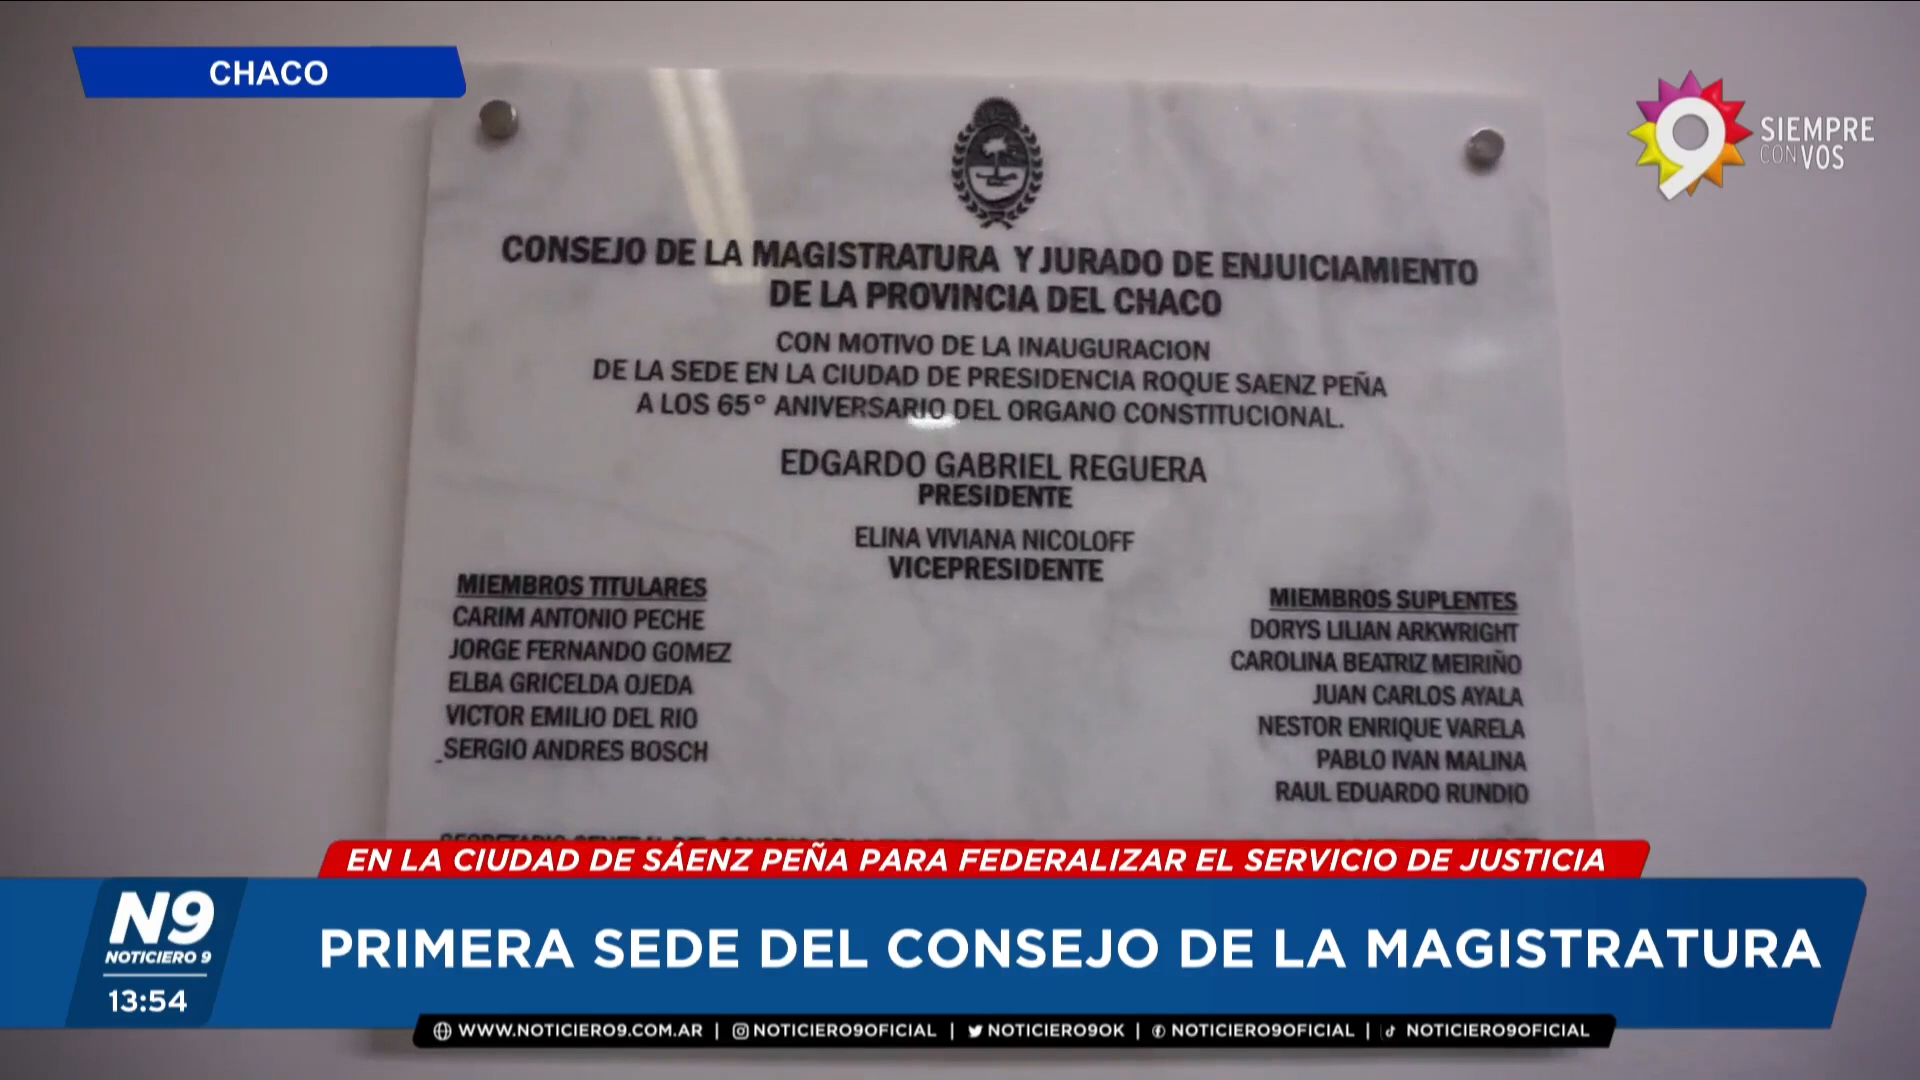 CHACO
9 SIEMPRE
CON VOS
CONSEJO DE LA MAGISTRATURA Y JURADO DE ENJUICIAMIENTO
DE LA PROVINCIA DEL CHACO
CON MOTIVO DE LA INAUGURACION
DE LA SEDE EN LA CIUDAD DE PRESIDENCIA ROQUE SAENZ PEÑA
A LOS 65° ANIVERSARIO DEL ORGANO CONSTITUCIONAL.
EDGARDO GABRIEL REGUERA
PRESIDENTE
ELINA VIVIANA NICOLOFF
VICEPRESIDENTE
MIEMBROS TITULARES
CARIM ANTONIO PECHE
JORGE FERNANDO GOMEZ
ELBA GRICELDA OJEDA
VICTOR EMILIO DEL RIO
SERGIO ANDRES BOSCH
MIEMBROS SUPLENTES
DORYS LILIAN ARKWRIGHT
CAROLINA BEATRIZ MEIRIÑO
JUAN CARLOS AYALA
NESTOR ENRIQUE VARELA
PABLO IVAN MALINA
RAUL EDUARDO RUNDIO
EN LA CIUDAD DE SÁENZ PEÑA PARA FEDERALIZAR EL SERVICIO DE JUSTICIA
N9
NOTICIERO 9
13:54
PRIMERA SEDE DEL CONSEJO DE LA MAGISTRATURA
WWW.NOTICIERO9.COM.AR | NOTICIERO9OFICIAL | NOTICIERO9OK | NOTICIERO9OFICIAL | NOTICIERO9OFICIAL